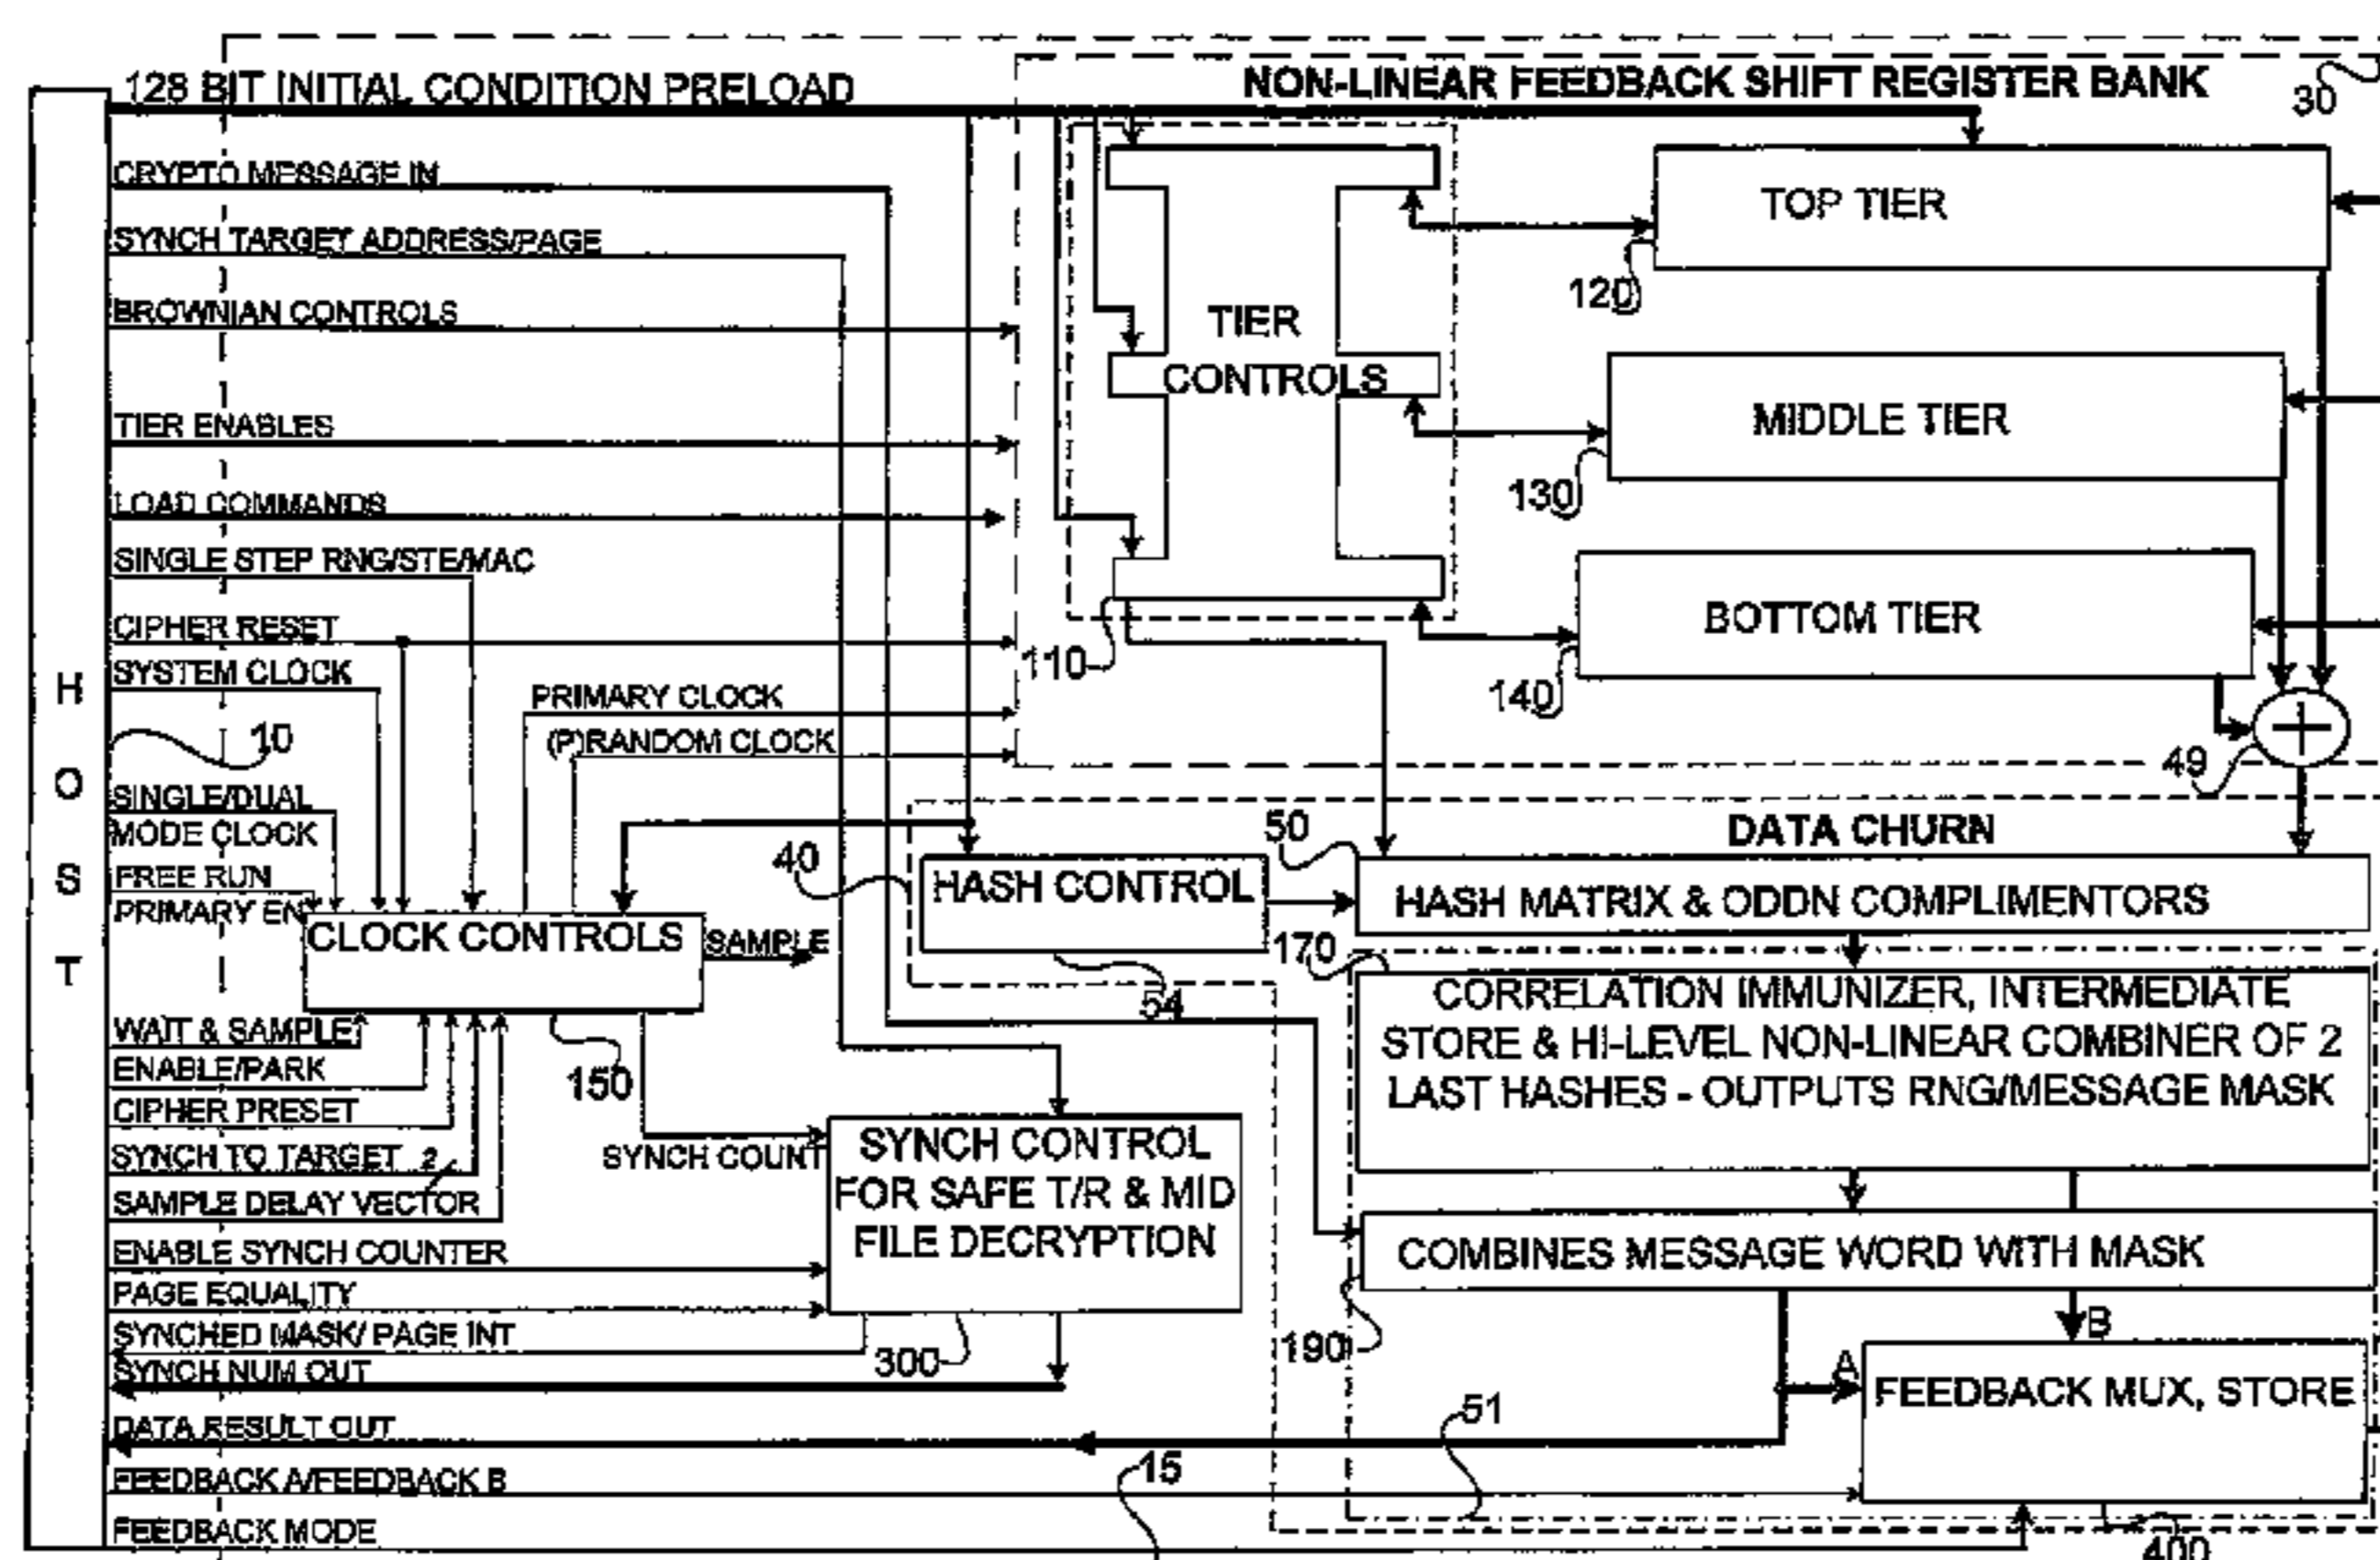 128 BIT INITIAL CONDITION PRELOAD
NON-LINEAR FEEDBACK SHIFT REGISTER BANK
30
CRYPTO MESSAGE IN
SYNCH TARGET ADDRESS/PAGE
BROWNIAN CONTROLS
TIER ENABLES
LOAD COMMANDS
SINGLE STEP RNG/STE/MAC
CIPHER RESET
SYSTEM CLOCK
10
SINGLE/DUAL
MODE CLOCK
FREE RUN
PRIMARY EN
HOST
TIER
CONTROLS
110
TOP TIER
120
MIDDLE TIER
130
BOTTOM TIER
140
49
PRIMARY CLOCK
(P)RANDOM CLOCK
CLOCK CONTROLS
SAMPLE
150
WAIT & SAMPLE
ENABLE/PARK
CIPHER PRESET
SYNCH TO TARGET
2
SAMPLE DELAY VECTOR
ENABLE SYNCH COUNTER
PAGE EQUALITY
SYNCHED MASK/ PAGE INT
SYNCH NUM OUT
DATA RESULT OUT
FEEDBACK A/FEEDBACK B
FEEDBACK MODE
SYNCH COUNT
SYNCH CONTROL
FOR SAFE T/R & MID
FILE DECRYPTION
300
40
HASH CONTROL
54
DATA CHURN
50
HASH MATRIX & ODDN COMPLIMENTORS
170
CORRELATION IMMUNIZER, INTERMEDIATE
STORE & HI-LEVEL NON-LINEAR COMBINER OF 2
LAST HASHES - OUTPUTS RNG/MESSAGE MASK
COMBINES MESSAGE WORD WITH MASK
190
B
A
FEEDBACK MUX, STORE
51
15
400